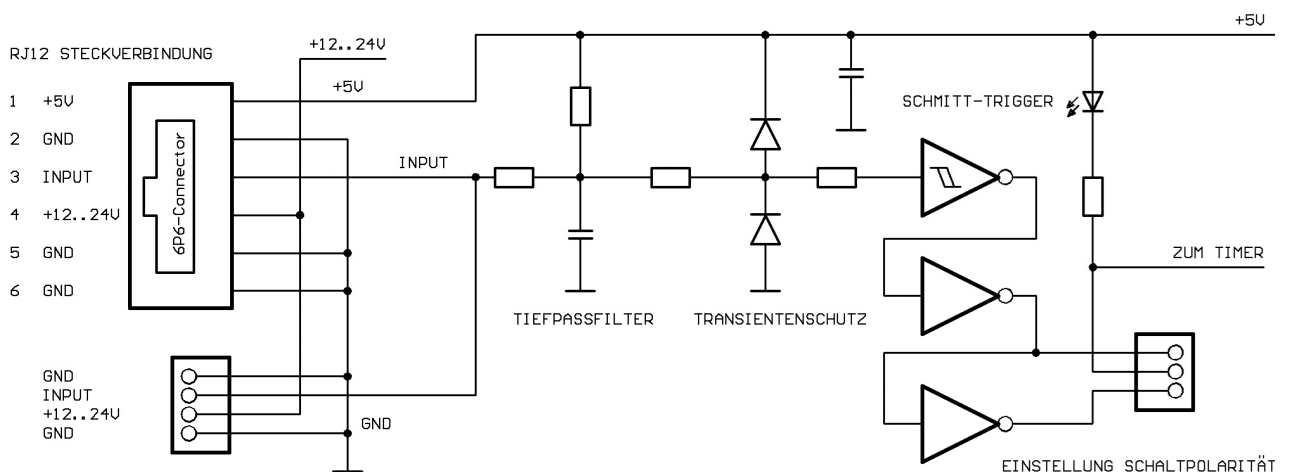 +5V
+12..24V
RJ12 STECKVERBINDUNG
+5V
1 +5V
SCHMITT-TRIGGER
2 GND
6P6-Connector
INPUT
3 INPUT
4 +12..24V
5 GND
ZUM TIMER
6 GND
TIEFPASSFILTER
TRANSIENTENSCHUTZ
GND
INPUT
+12..24V
GND
GND
EINSTELLUNG SCHALTPOLARITÄT